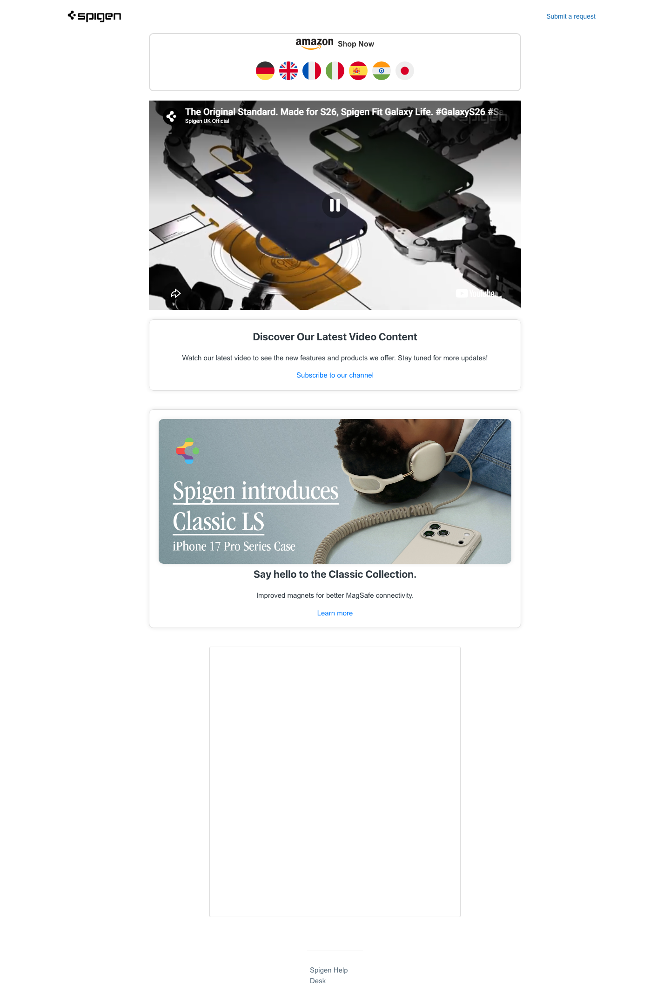 spigen
Submit a request
amazon Shop Now
The Original Standard. Made for S26, Spigen Fit Galaxy Life. #GalaxyS26 #Sa
Spigen UK Official
spigen
YouTube
Discover Our Latest Video Content
Watch our latest video to see the new features and products we offer. Stay tuned for more updates!
Subscribe to our channel
Spigen introduces
Classic LS
iPhone 17 Pro Series Case
Say hello to the Classic Collection.
Improved magnets for better MagSafe connectivity.
Learn more
Spigen Help
Desk